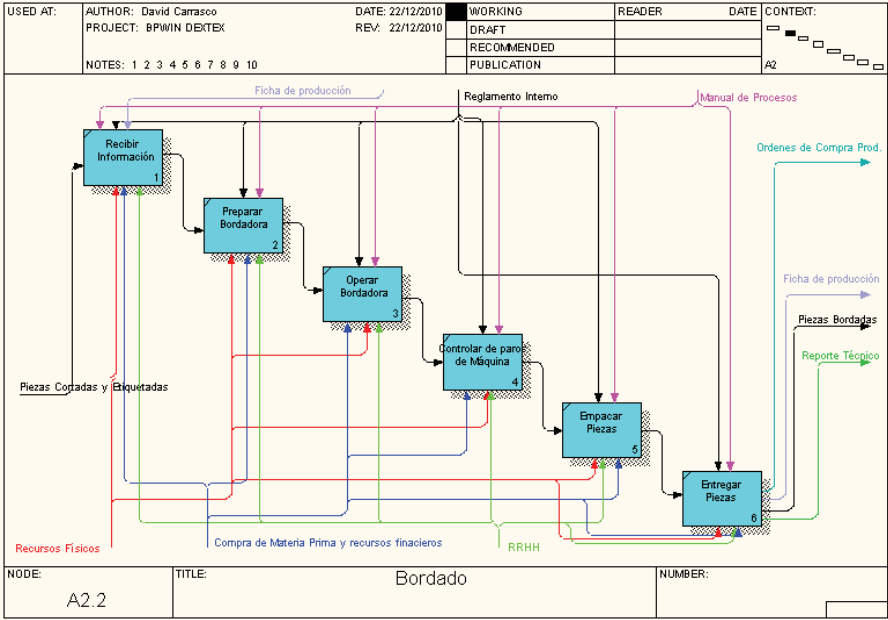 USED AT:
AUTHOR: David Carrasco
DATE: 22/12/2010
PROJECT: BPWIN DEXTEX
REV: 22/12/2010
NOTES: 1 2 3 4 5 6 7 8 9 10
WORKING
DRAFT
RECOMMENDED
PUBLICATION
READER
DATE
CONTEXT:
A2
Ficha de producción
Reglamento Interno
Manual de Procesos
Recibir
Información
1
Ordenes de Compra Prod.
Preparar
Bordadora
2
Operar
Bordadora
3
Ficha de producción
Piezas Bordadas
Controlar de paros
de Máquina
4
Reporte Técnico
Piezas Cortadas y Etiquetadas
Empacar
Piezas
5
Entregar
Piezas
6
Recursos Físicos
Compra de Materia Prima y recursos finacieros
RRHH
NODE:
A2.2
TITLE:
Bordado
NUMBER: